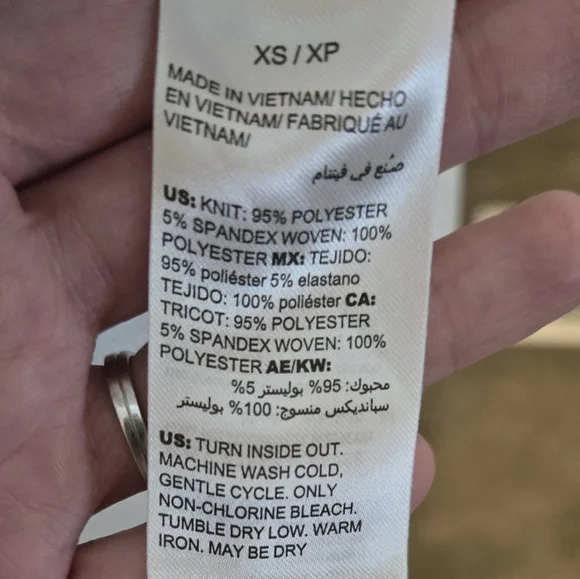 XS / XP
MADE IN VIETNAM/ HECHO
EN VIETNAM/ FABRIQUÉ AU
VIETNAM/
صُنع في فيتنام
US: KNIT: 95% POLYESTER
5% SPANDEX WOVEN: 100%
POLYESTER MX: TEJIDO:
95% poliéster 5% elastano
TEJIDO: 100% poliéster CA:
TRICOT: 95% POLYESTER
5% SPANDEX WOVEN: 100%
POLYESTER AE/KW:
محبوك: 95% بوليستر 5%
سبانديكس منسوج: 100% بوليستر
US: TURN INSIDE OUT.
MACHINE WASH COLD,
GENTLE CYCLE. ONLY
NON-CHLORINE BLEACH.
TUMBLE DRY LOW. WARM
IRON. MAY BE DRY